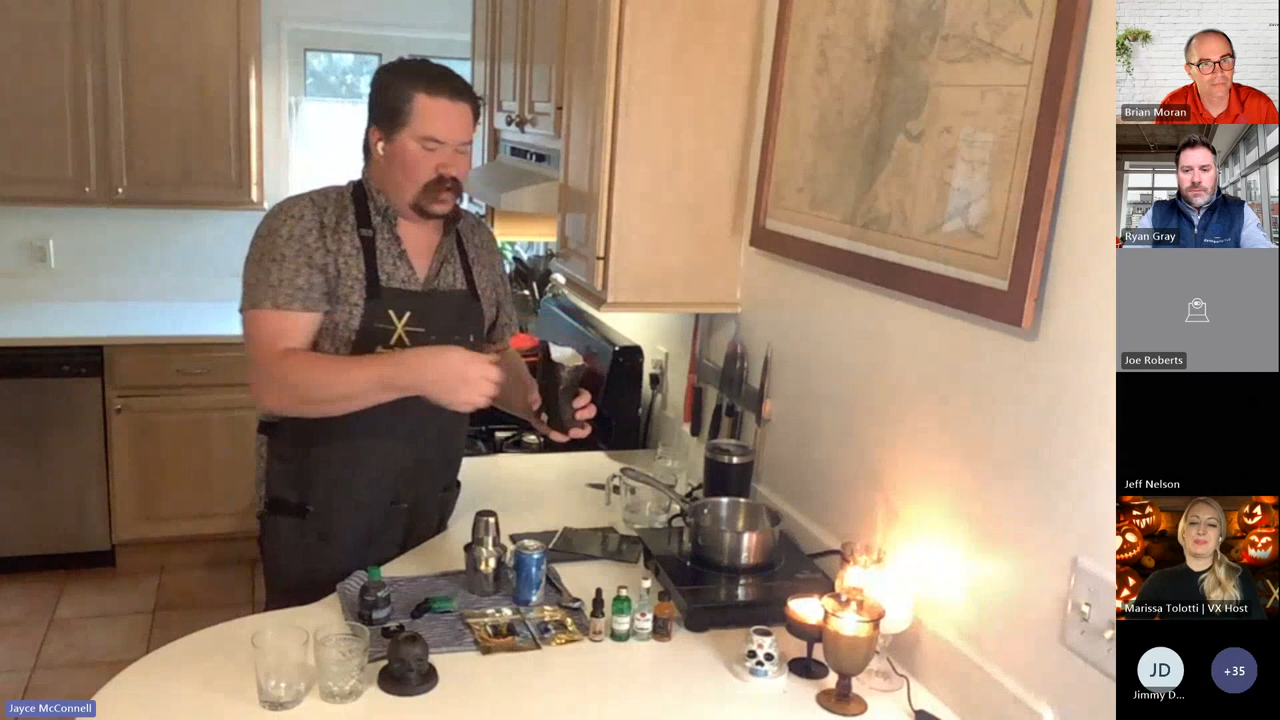 Brian Moran
Ryan Gray
Joe Roberts
Jeff Nelson
Marissa Tolotti | VX Host
JD
+35
Jimmy D...
Jayce McConnell